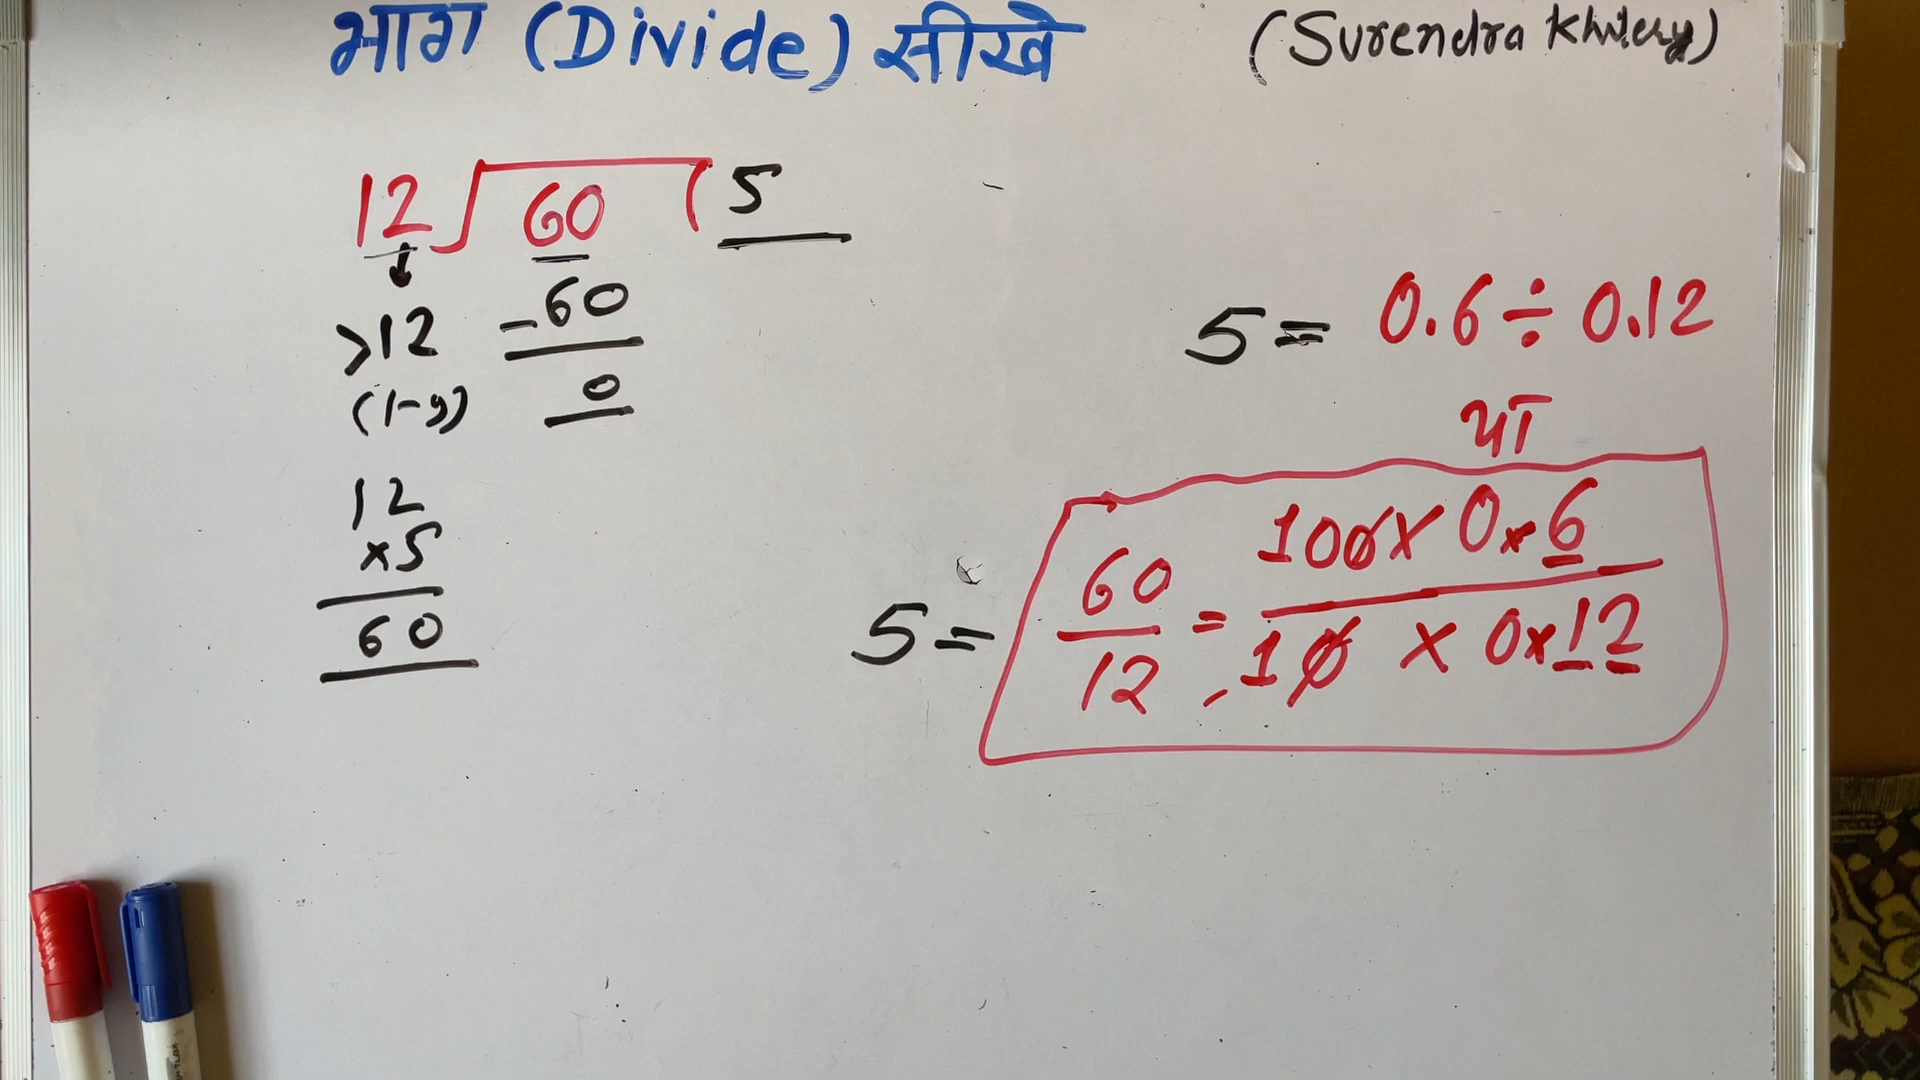 भाग (Divide) सीखे
(Surendra Khilery)
12 60 ( 5
>12 - 60
(1-9) 0
12
×5
60
5 = 0.6 ÷ 0.12
या
5 = 60/12 = 100 × 0 × 6 / 10 × 0 × 12